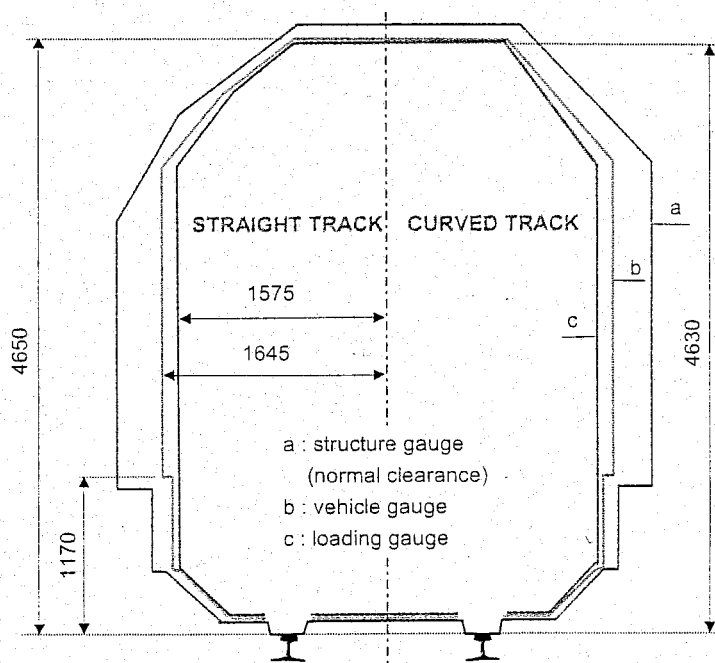 STRAIGHT TRACK
CURVED TRACK
a
b
1575
c
1645
4650
4630
a : structure gauge
(normal clearance)
b : vehicle gauge
c : loading gauge
1170